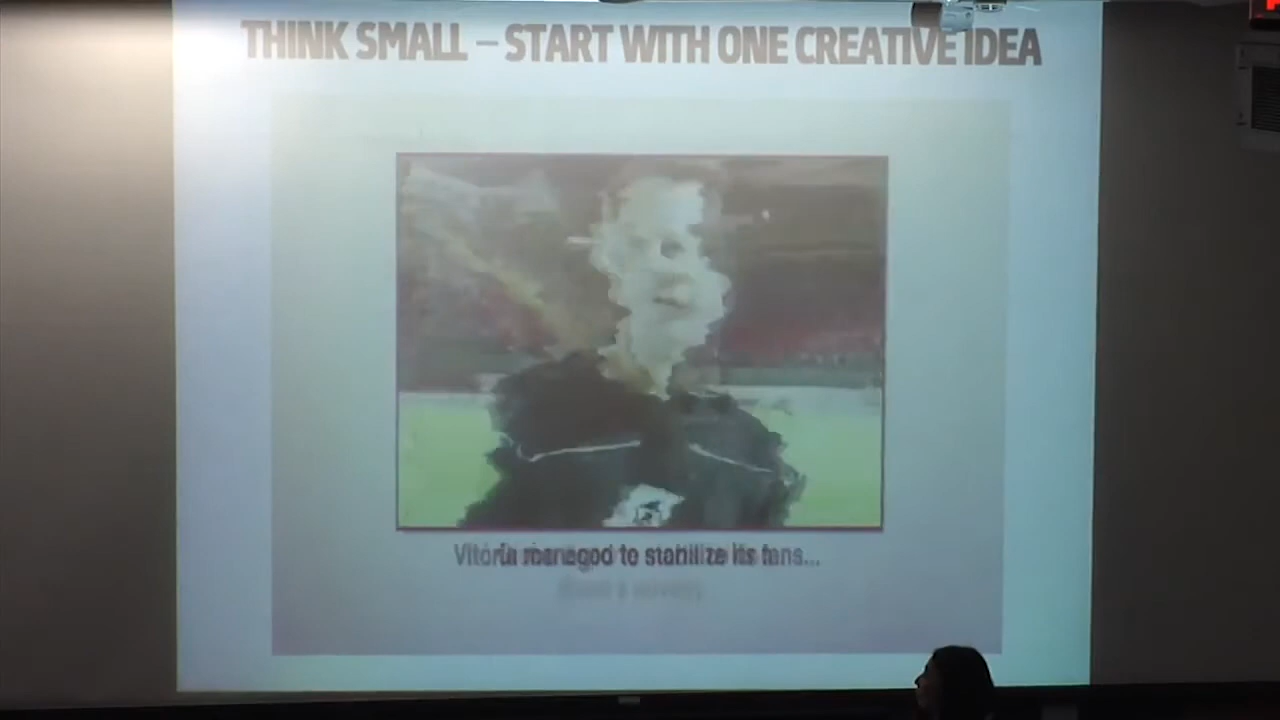 THINK SMALL – START WITH ONE CREATIVE IDEA
Vitória managed to stabilize its fans...